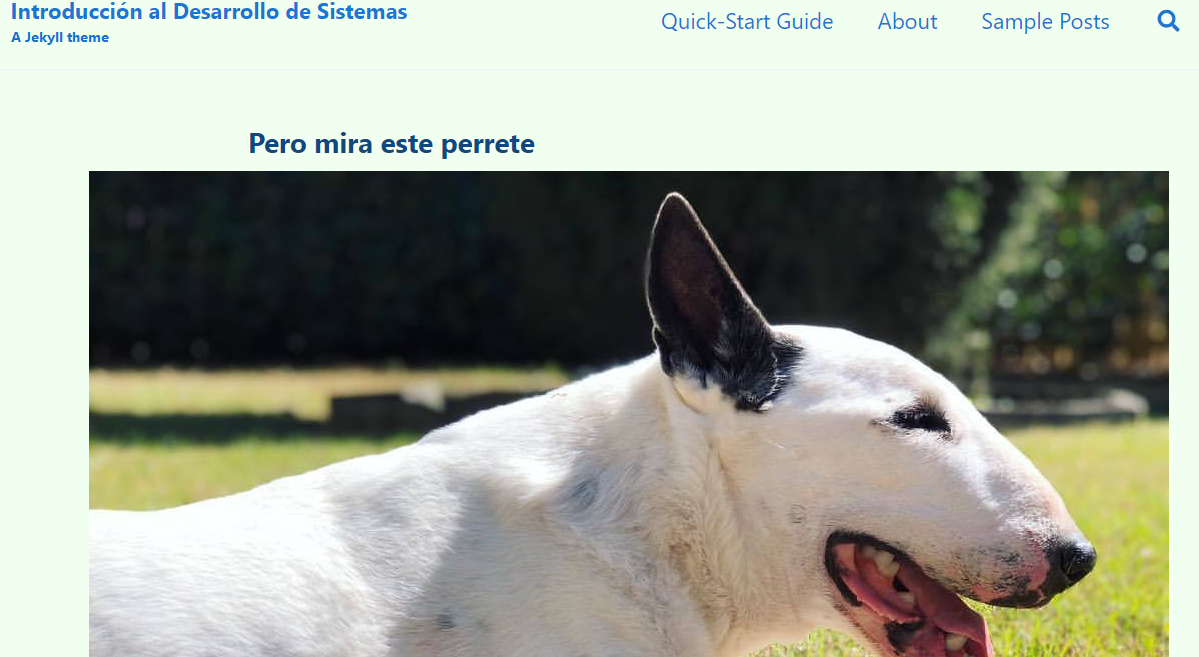 Introducción al Desarrollo de Sistemas
A Jekyll theme
Quick-Start Guide
About
Sample Posts
Pero mira este perrete